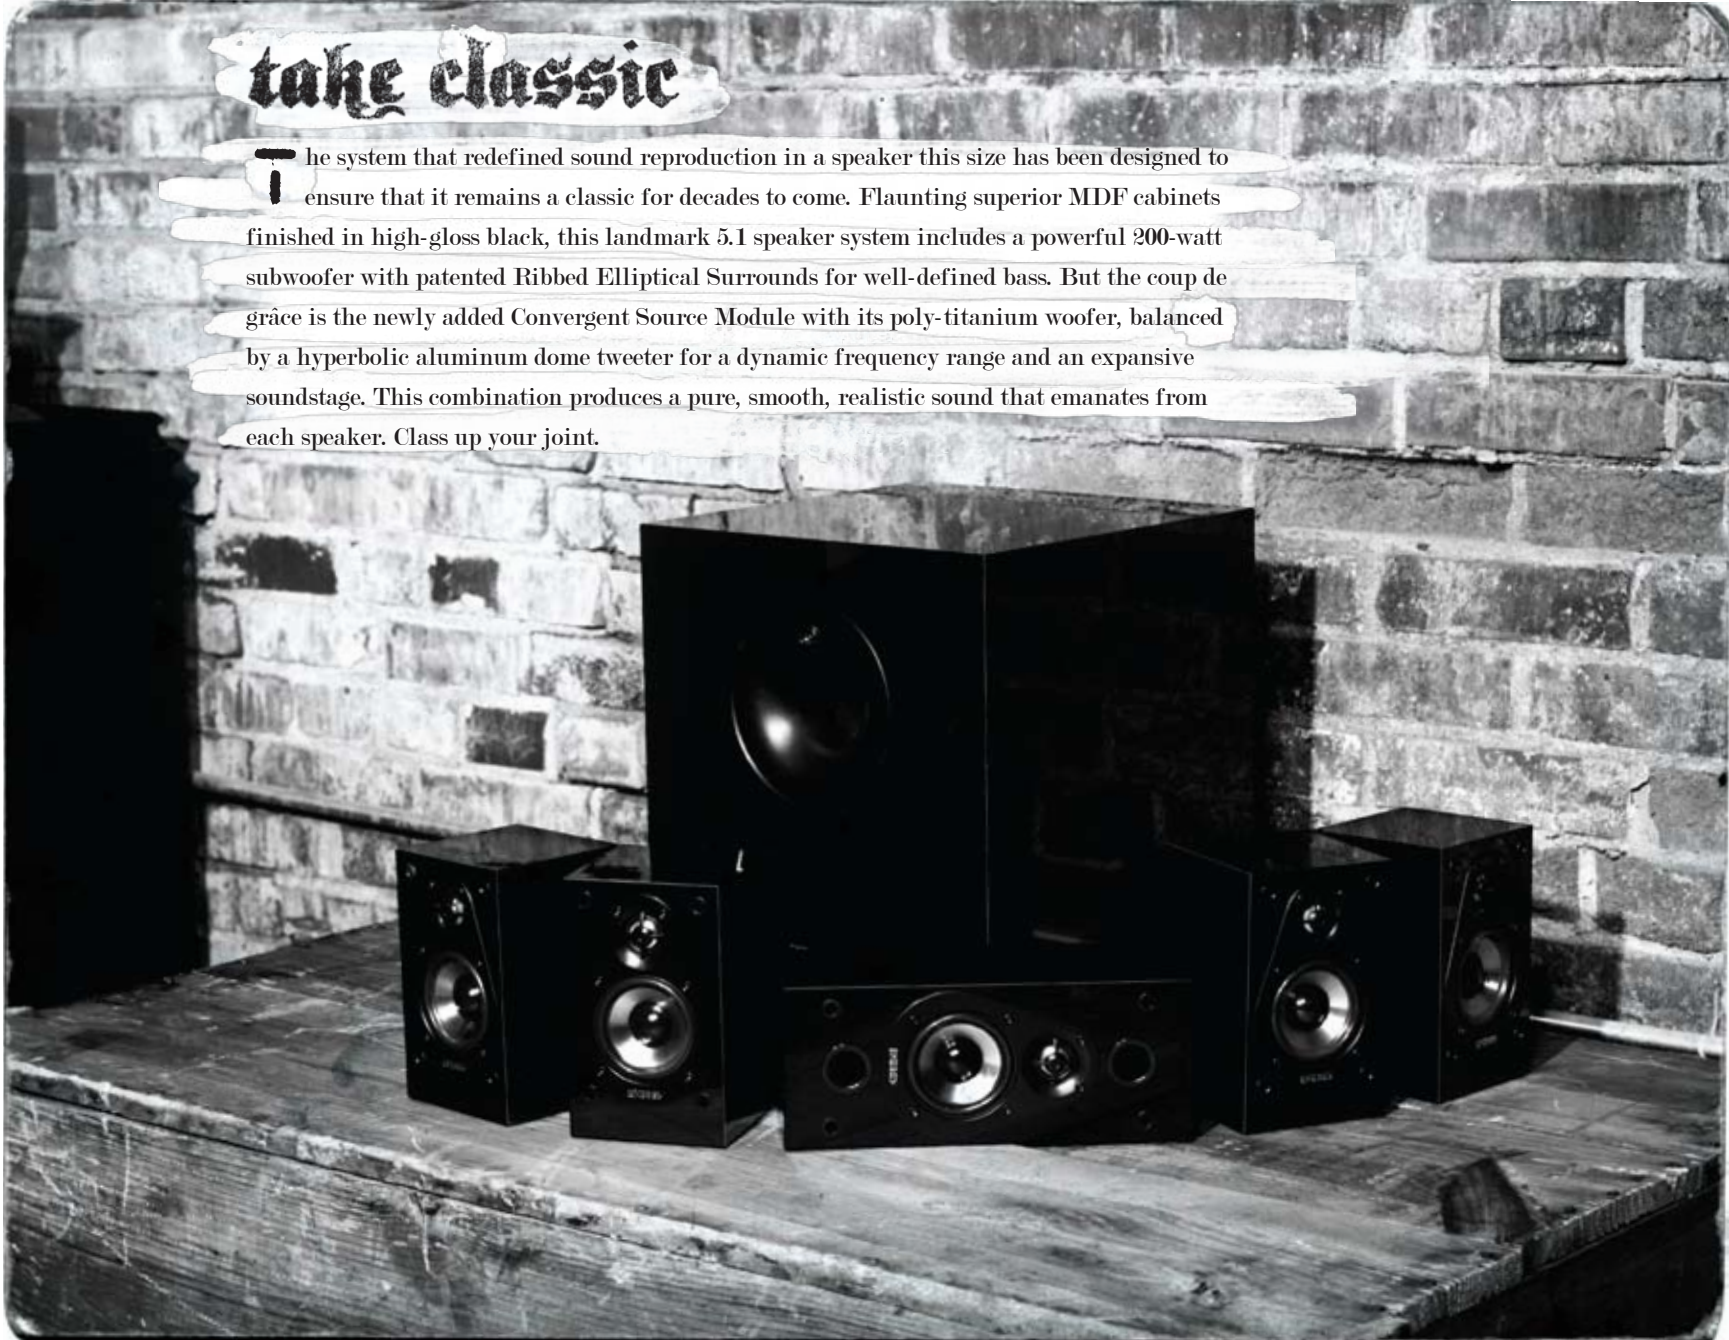 take classic
The system that redefined sound reproduction in a speaker this size has been designed to
ensure that it remains a classic for decades to come. Flaunting superior MDF cabinets
finished in high-gloss black, this landmark 5.1 speaker system includes a powerful 200-watt
subwoofer with patented Ribbed Elliptical Surrounds for well-defined bass. But the coup de
grâce is the newly added Convergent Source Module with its poly-titanium woofer, balanced
by a hyperbolic aluminum dome tweeter for a dynamic frequency range and an expansive
soundstage. This combination produces a pure, smooth, realistic sound that emanates from
each speaker. Class up your joint.